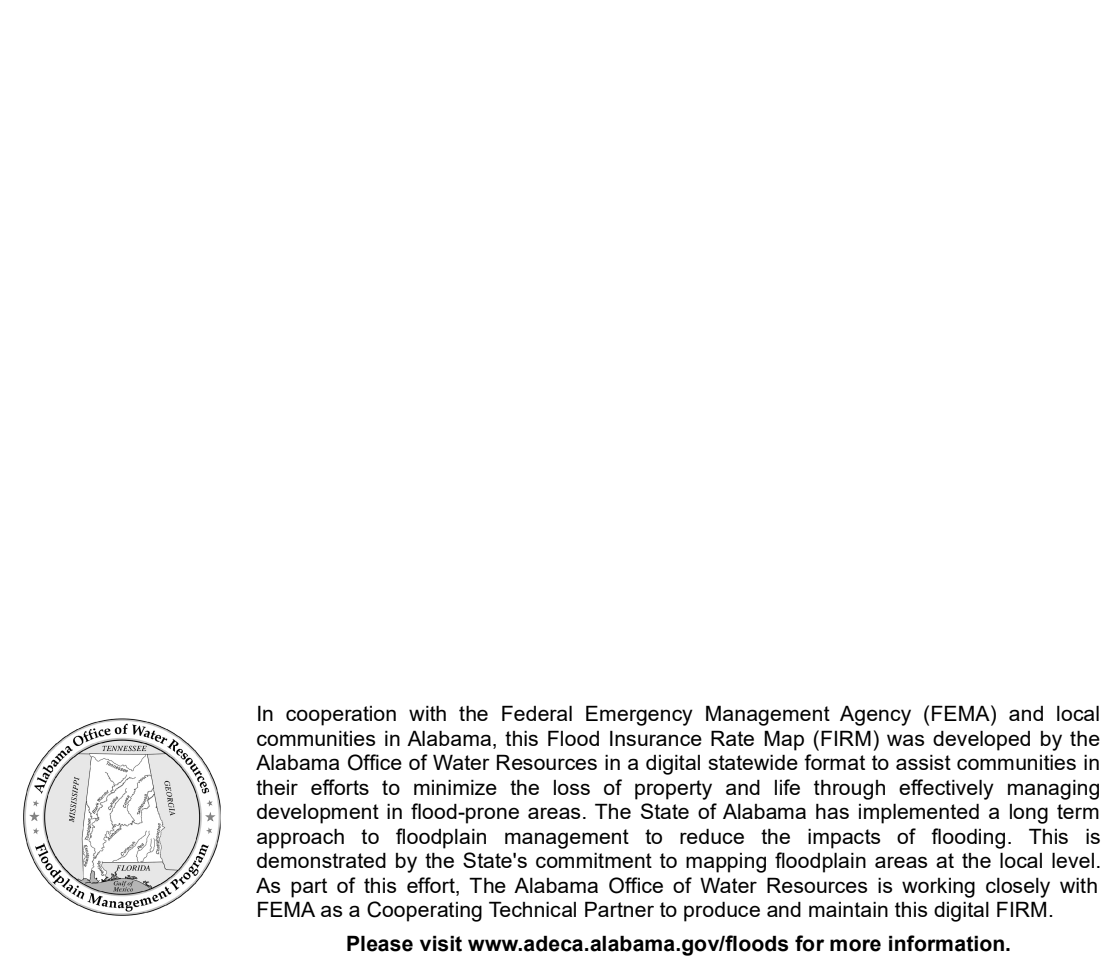 Alabama Office of Water Resources
TENNESSEE
MISSISSIPPI
GEORGIA
FLORIDA
Gulf of
Mexico
Floodplain Management Program
In cooperation with the Federal Emergency Management Agency (FEMA) and local
communities in Alabama, this Flood Insurance Rate Map (FIRM) was developed by the
Alabama Office of Water Resources in a digital statewide format to assist communities in
their efforts to minimize the loss of property and life through effectively managing
development in flood-prone areas. The State of Alabama has implemented a long term
approach to floodplain management to reduce the impacts of flooding. This is
demonstrated by the State's commitment to mapping floodplain areas at the local level.
As part of this effort, The Alabama Office of Water Resources is working closely with
FEMA as a Cooperating Technical Partner to produce and maintain this digital FIRM.
Please visit www.adeca.alabama.gov/floods for more information.